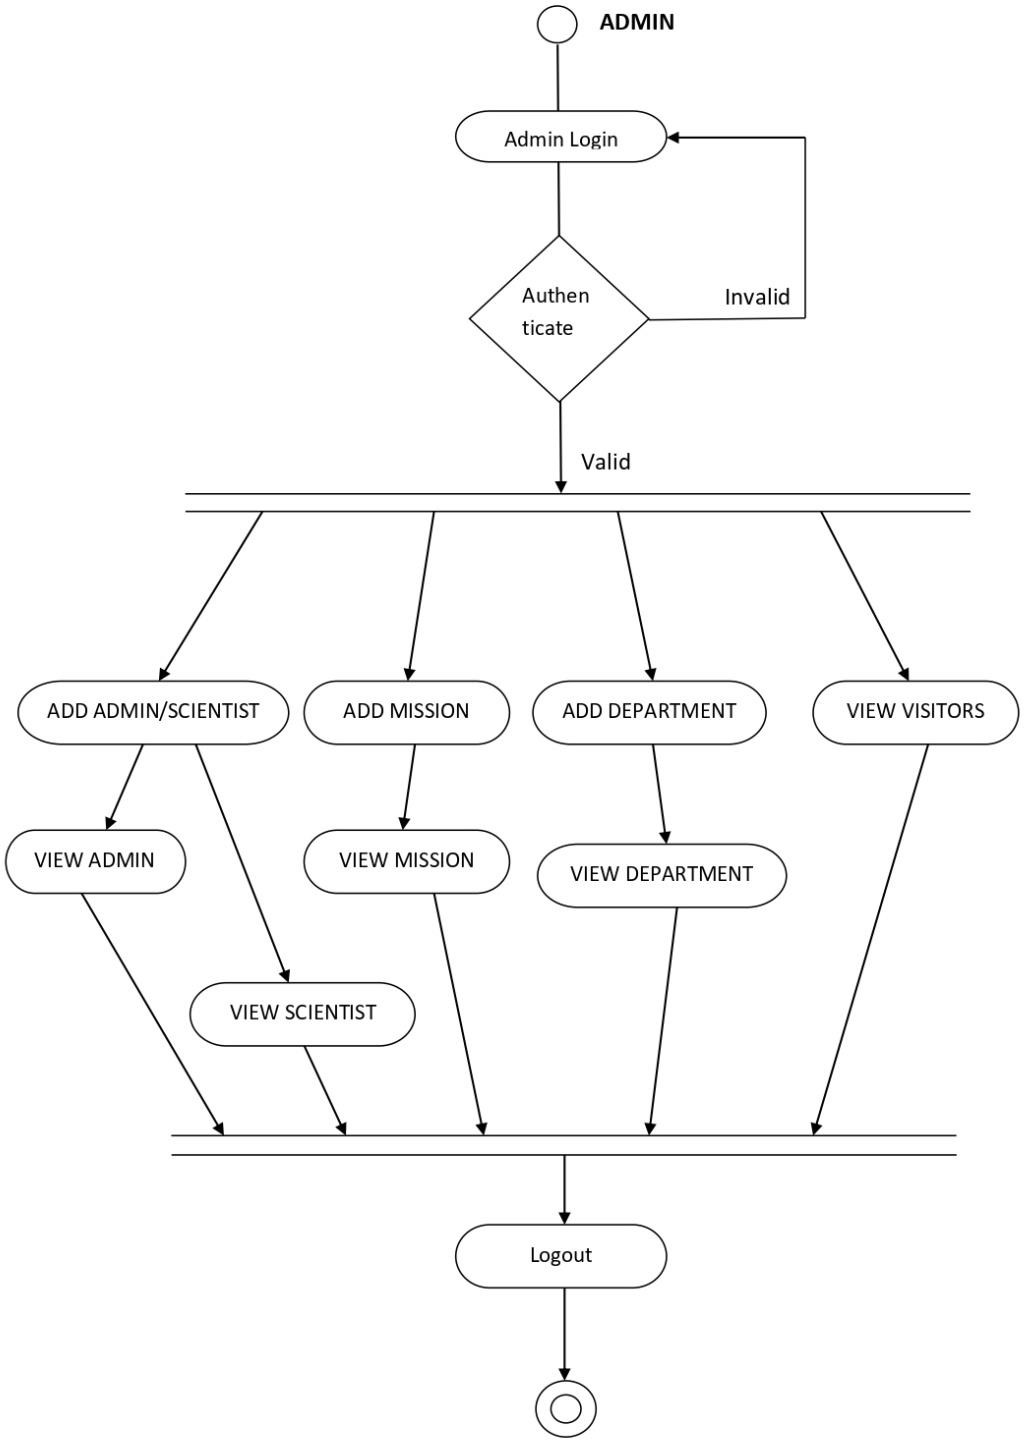 ADMIN
Admin Login
Authen
ticate
Invalid
Valid
ADD ADMIN/SCIENTIST
ADD MISSION
ADD DEPARTMENT
VIEW VISITORS
VIEW ADMIN
VIEW MISSION
VIEW DEPARTMENT
VIEW SCIENTIST
Logout